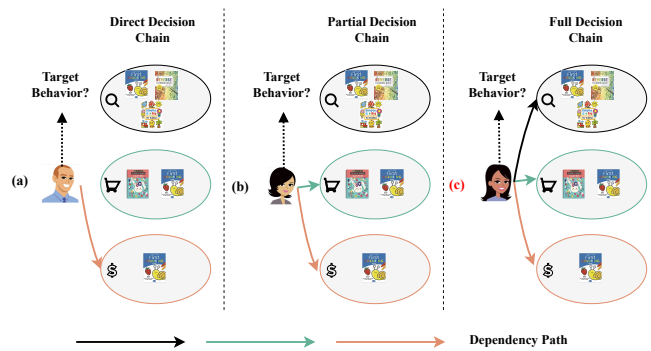 Direct Decision
Chain
Partial Decision
Chain
Full Decision
Chain
Target
Behavior?
Target
Behavior?
Target
Behavior?
(a)
(b)
(c)
$
$
$
Dependency Path